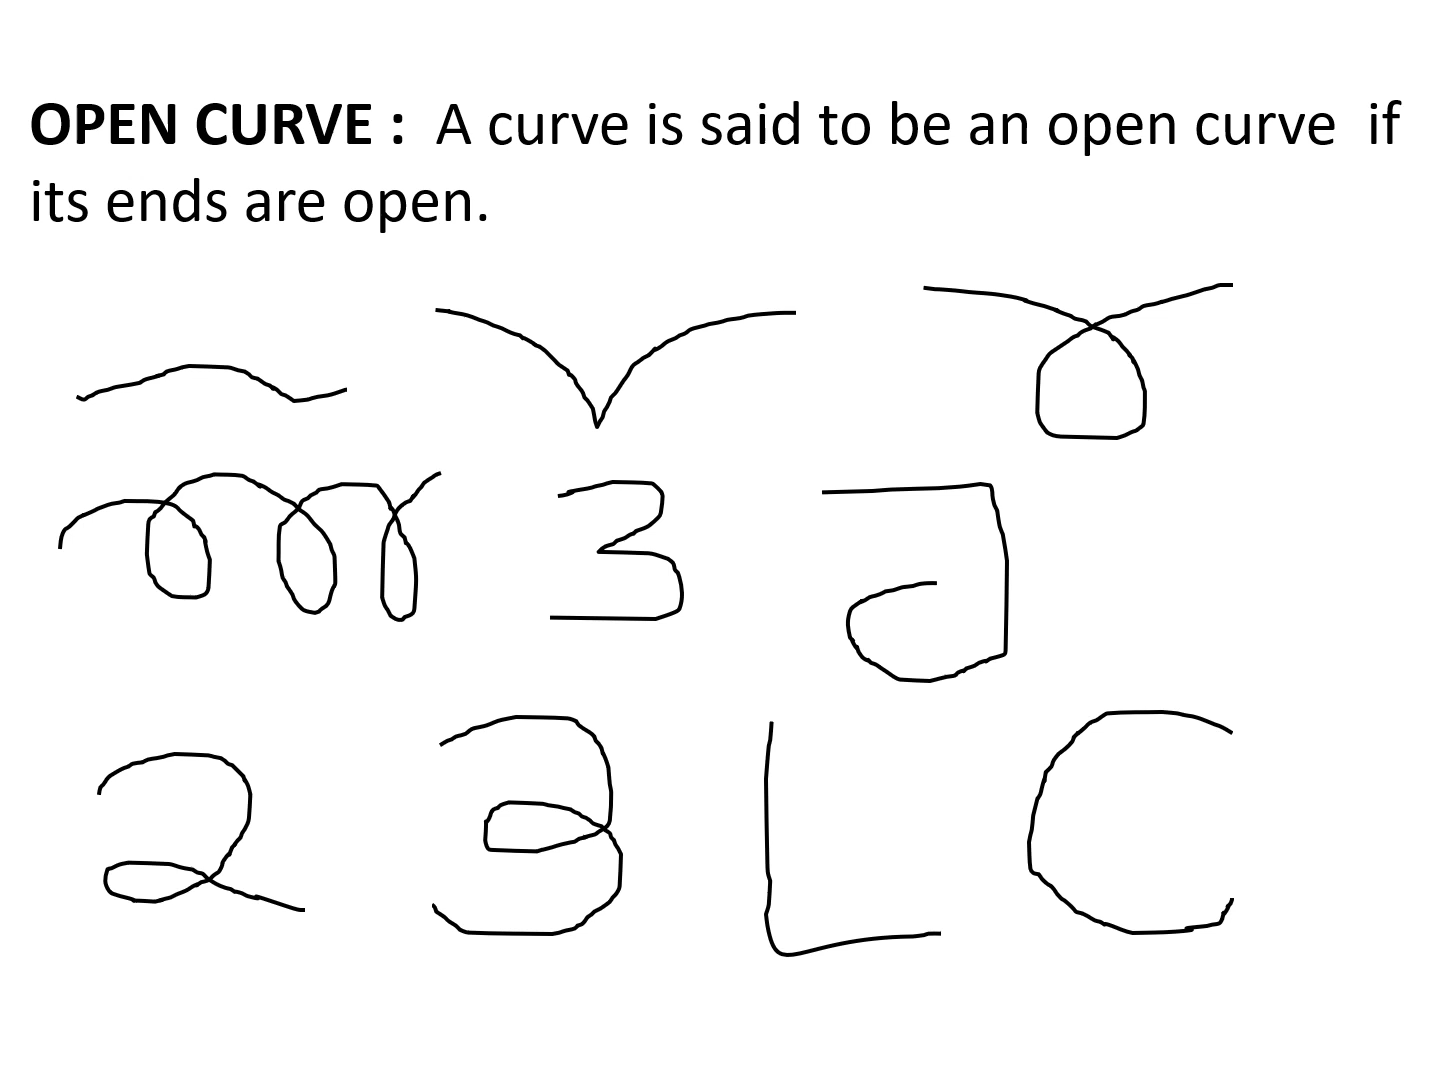 OPEN CURVE :  A curve is said to be an open curve  if
its ends are open.